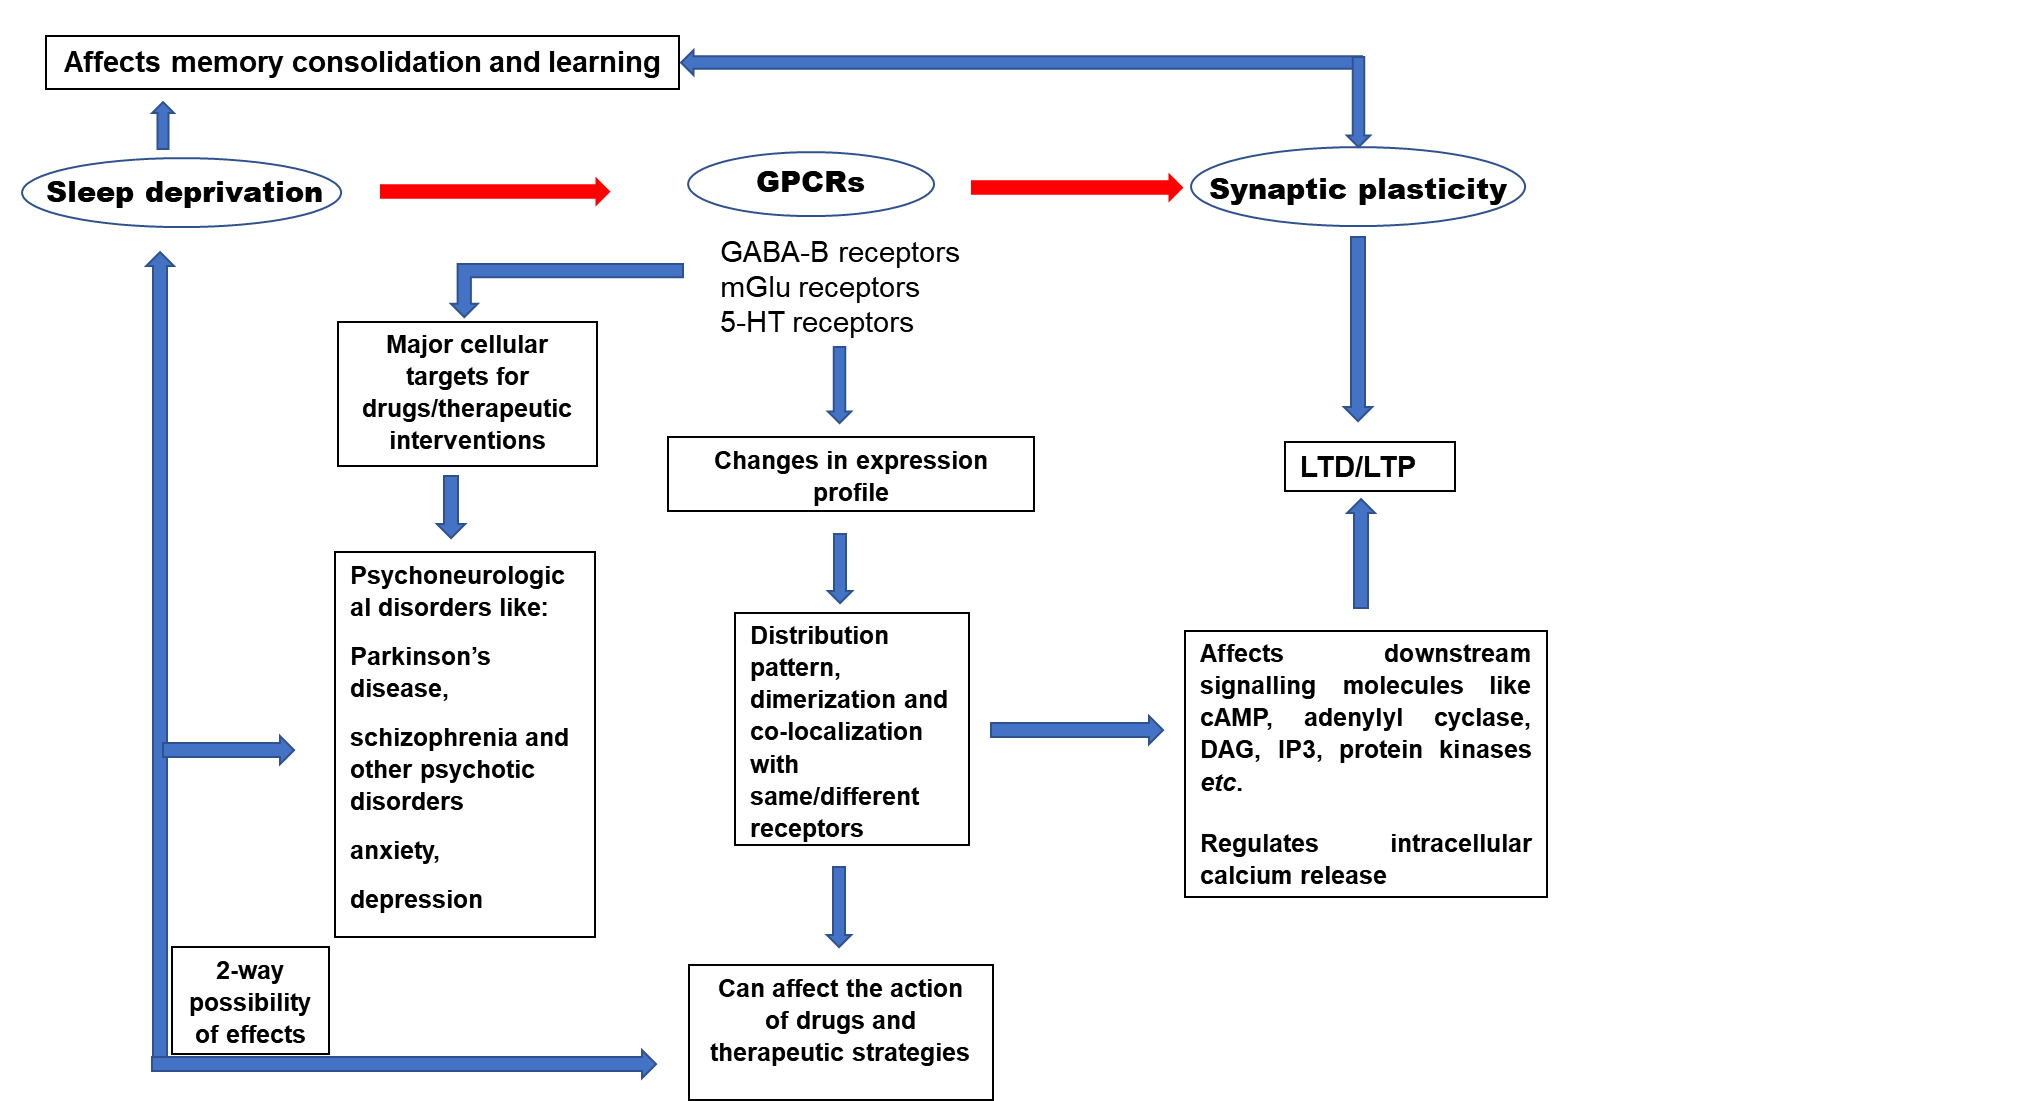 Affects memory consolidation and learning
Sleep deprivation
GPCRs
Synaptic plasticity
GABA-B receptors
mGlu receptors
5-HT receptors
Major cellular
targets for
drugs/therapeutic
interventions
Changes in expression
profile
LTD/LTP
Psychoneurologic
al disorders like:
Parkinson’s
disease,
schizophrenia and
other psychotic
disorders
anxiety,
depression
Distribution
pattern,
dimerization and
co-localization
with
same/different
receptors
Affects downstream
signalling molecules like
cAMP, adenylyl cyclase,
DAG, IP3, protein kinases
etc.
Regulates intracellular
calcium release
2-way
possibility
of effects
Can affect the action
of drugs and
therapeutic strategies